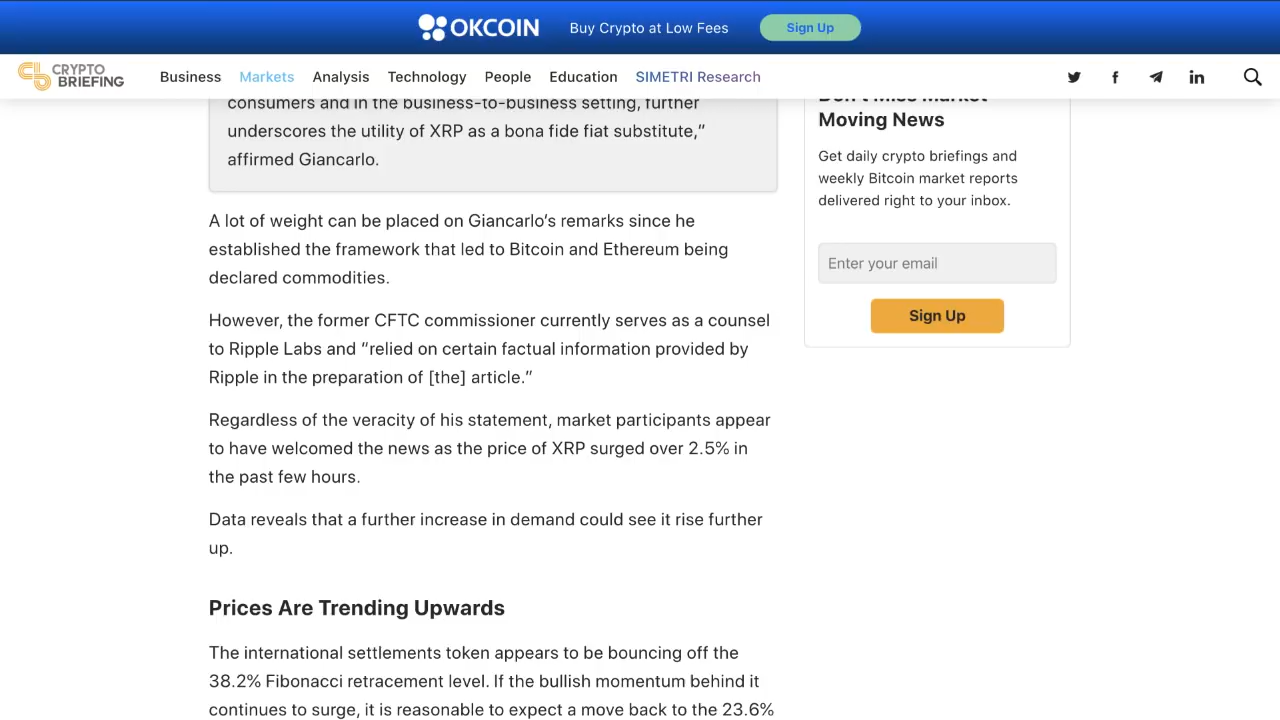 OKCOIN
Buy Crypto at Low Fees
Sign Up
CRYPTO
BRIEFING
Business
Markets
Analysis
Technology
People
Education
SIMETRI Research
consumers and in the business-to-business setting, further
underscores the utility of XRP as a bona fide fiat substitute,”
affirmed Giancarlo.
A lot of weight can be placed on Giancarlo’s remarks since he
established the framework that led to Bitcoin and Ethereum being
declared commodities.
However, the former CFTC commissioner currently serves as a counsel
to Ripple Labs and “relied on certain factual information provided by
Ripple in the preparation of [the] article.”
Regardless of the veracity of his statement, market participants appear
to have welcomed the news as the price of XRP surged over 2.5% in
the past few hours.
Data reveals that a further increase in demand could see it rise further
up.
Prices Are Trending Upwards
The international settlements token appears to be bouncing off the
38.2% Fibonacci retracement level. If the bullish momentum behind it
continues to surge, it is reasonable to expect a move back to the 23.6%
Don't Miss Market
Moving News
Get daily crypto briefings and
weekly Bitcoin market reports
delivered right to your inbox.
Enter your email
Sign Up